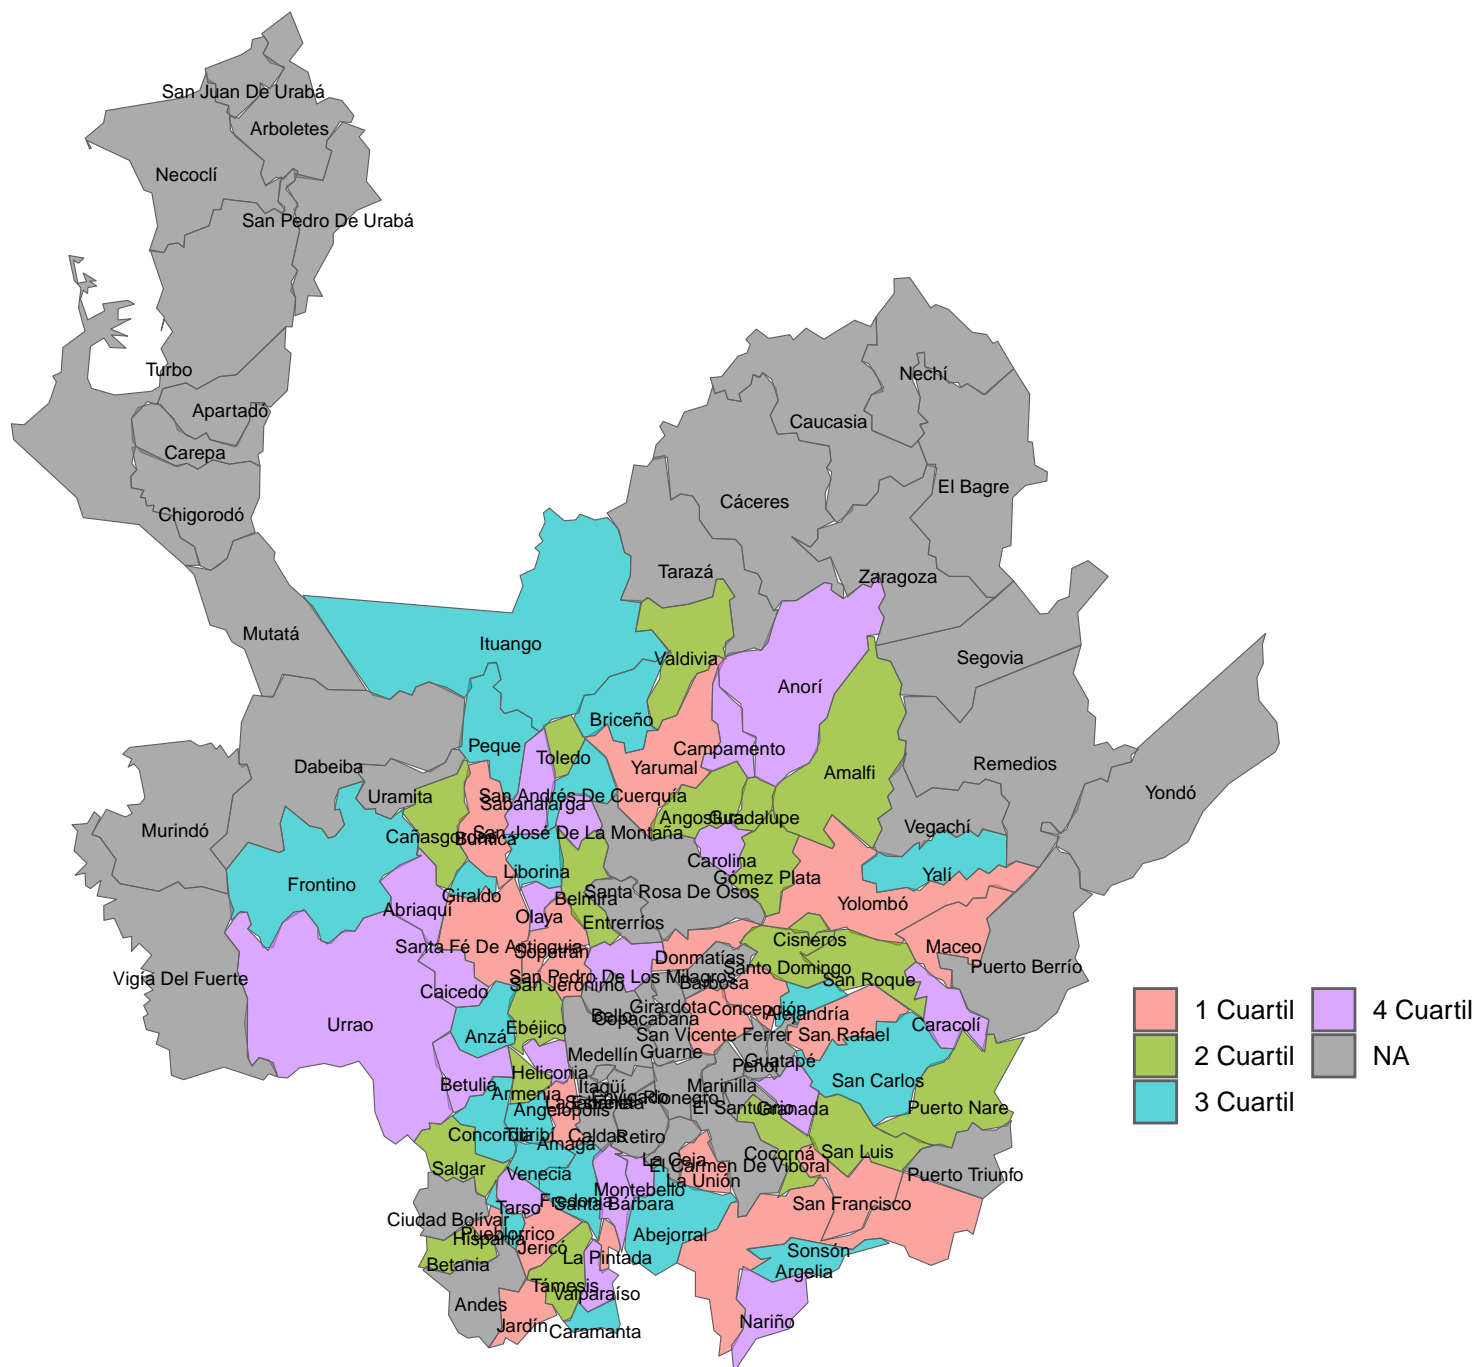 San Juan De Urabá
Arboletes
Necoclí
San Pedro De Urabá
Turbo
Nechí
Apartadó
Caucasia
Carepa
El Bagre
Cáceres
Chigorodó
Tarazá
Zaragoza
Mutatá
Ituango
Valdivia
Segovia
Anorí
Briceño
Peque
Campamento
Toledo
Dabeiba
Yarumal
Amalfi
Remedios
Yondó
Uramita
San Andrés De Cuerquia
Sabanalarga
Angostura
Guadalupe
Murindó
Cañasgordas
Buriticá
San José De La Montaña
Vegachí
Carolina
Liborina
Yalí
Gómez Plata
Frontino
Giraldo
Santa Rosa De Osos
Belmira
Yolombó
Abriaquí
Olaya
Entrerríos
Cisneros
Santa Fé De Antioquia
Sopetrán
Maceo
Donmatías
Santo Domingo
Puerto Berrío
Vigía Del Fuerte
San Pedro De Los Milagros
San Roque
San Jerónimo
Barbosa
Caicedo
Girardota
Concepción
Alejandría
Urrao
Bello
Copacabana
Ebéjico
Caracolí
Anzá
San Vicente Ferrer
San Rafael
Medellín
Guarne
Guatapé
Peñol
Heliconia
Betulia
Itagüí
Marinilla
San Carlos
Armenia
Envigado
Rionegro
La Estrella
Sabaneta
El Santuario
Granada
Puerto Nare
Angelópolis
Concordia
Titiribí
Caldas
Retiro
Amagá
San Luis
Cocorná
La Ceja
El Carmen De Viboral
Salgar
Venecia
Puerto Triunfo
La Unión
Montebello
Fredonia
Santa Bárbara
San Francisco
Tarso
Ciudad Bolívar
Pueblorrico
Abejorral
Hispania
Jericó
Sonsón
La Pintada
Betania
Argelia
Támesis
Valparaíso
Andes
Nariño
Jardín
Caramanta
1 Cuartil
2 Cuartil
3 Cuartil
4 Cuartil
NA